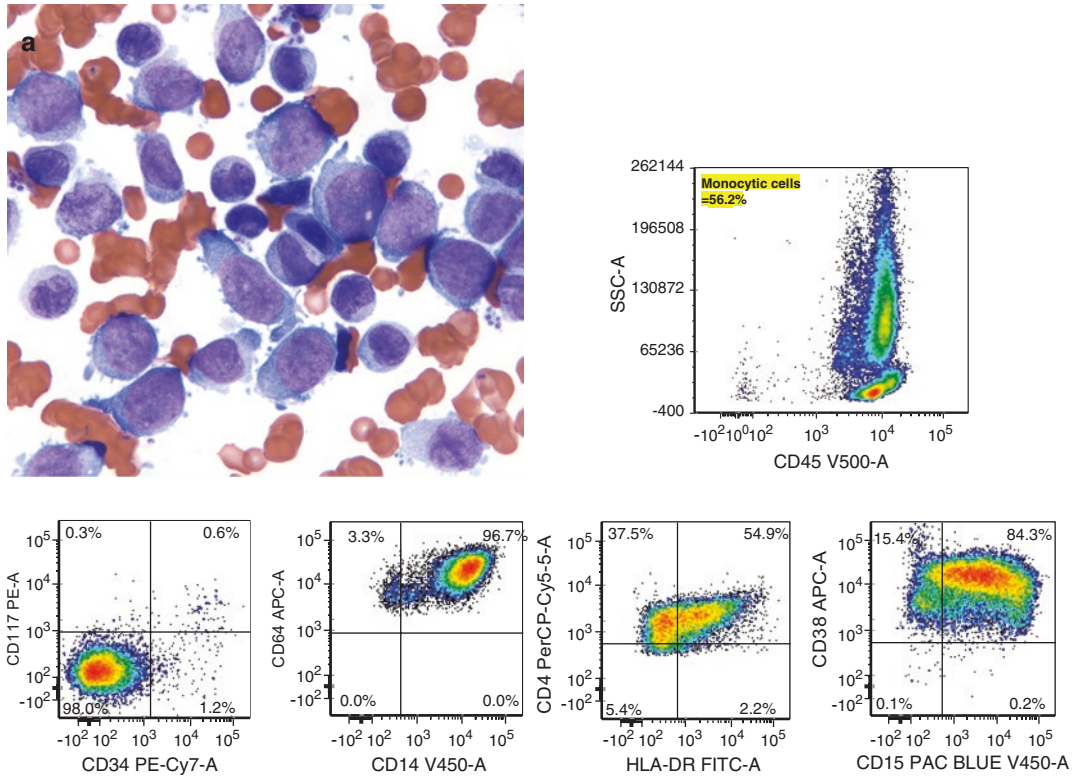 a
Monocytic cells
=56.2%
262144
196508
130872
65236
-400
SSC-A
-10²10⁰10² 10³ 10⁴ 10⁵
CD45 V500-A
0.3% 0.6%
98.0% 1.2%
10⁵
10⁴
10³
10²
-10²
CD117 PE-A
-10² 10² 10³ 10⁴ 10⁵
CD34 PE-Cy7-A
3.3% 96.7%
0.0% 0.0%
10⁵
10⁴
10³
10²
-10²
CD64 APC-A
-10² 10² 10³ 10⁴ 10⁵
CD14 V450-A
37.5% 54.9%
5.4% 2.2%
10⁵
10⁴
10³
10²
-10²
CD4 PerCP-Cy5-5-A
-10² 10² 10³ 10⁴ 10⁵
HLA-DR FITC-A
15.4% 84.3%
0.1% 0.2%
10⁵
10⁴
10³
10²
-10²
CD38 APC-A
-10² 10² 10³ 10⁴ 10⁵
CD15 PAC BLUE V450-A